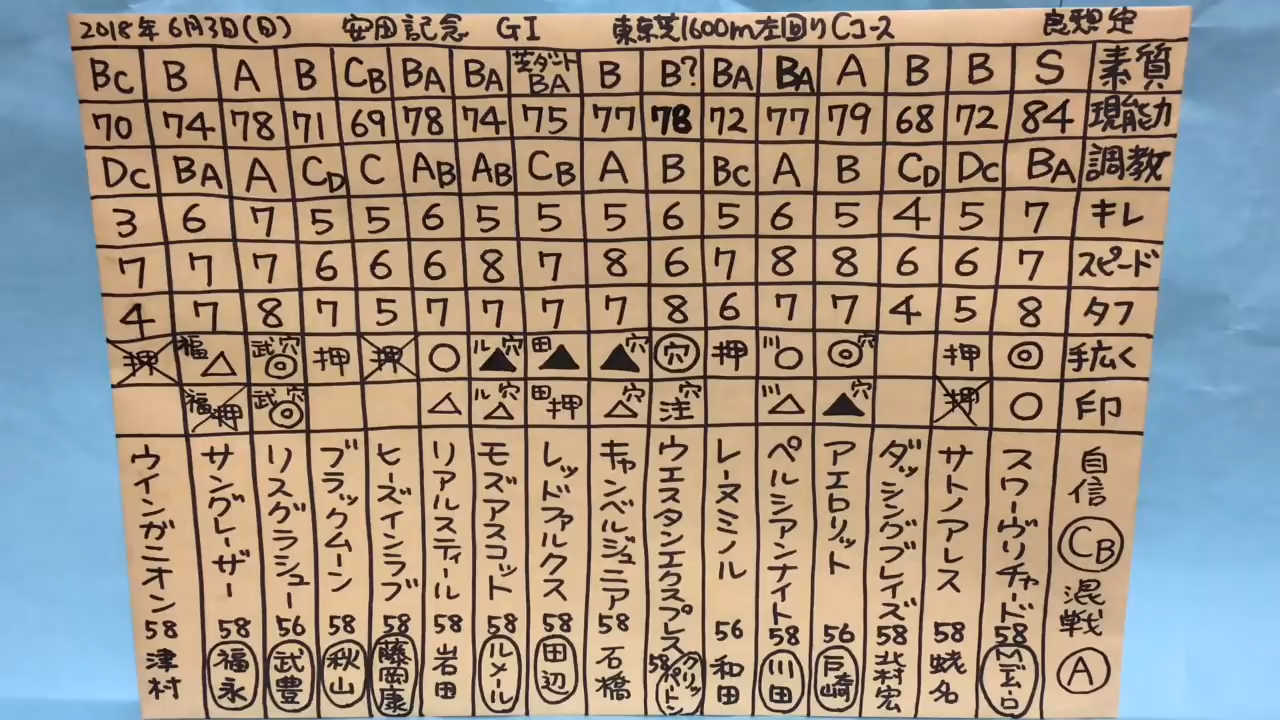 2018年6月3日(日) 安田記念 GI 東京芝1600m左回りCコース 良想定
BC B A B CB BA BA 芝ダート BA B B? BA BA A B B S 素質
70 74 78 71 69 78 74 75 77 78 72 77 79 68 72 84 現能力
DC BA A CD C AB AB CB A B BC A B CD DC BA 調教
3 6 7 5 5 6 5 5 5 6 5 6 5 4 5 7 キレ
7 7 7 6 6 6 8 7 8 6 7 8 8 6 6 7 スピード
4 7 8 7 5 7 7 7 7 8 6 7 7 4 5 8 タフ
押 福△ 武穴◎ 押 押 ○ ル穴▲ 田▲ 穴▲ 穴 押 川○ ◎穴 押 ◎ 手広く
福押 武穴◎ △ ル穴△ 田押 穴△ 注 川△ 穴▲ 押 ○ 印
ウインガニオン 58 津村
サングレーザー 58 福永
リスグラシュー 56 武豊
ブラックムーン 58 秋山
ヒーズインラブ 58 藤岡康
リアルスティール 58 岩田
モズアスコット 58 ルメール
レッドファルクス 58 田辺
キャンベルジュニア 58 石橋
ウエスタンエクスプレス 58 クリッパートン
レーヌミノル 56 和田
ペルシアンナイト 58 川田
アエロリット 56 戸崎
ダッシングブレイズ 58 北村宏
サトノアレス 58 蛯名
スワーヴリチャード 58 Mデムーロ
自信 CB 混戦 A